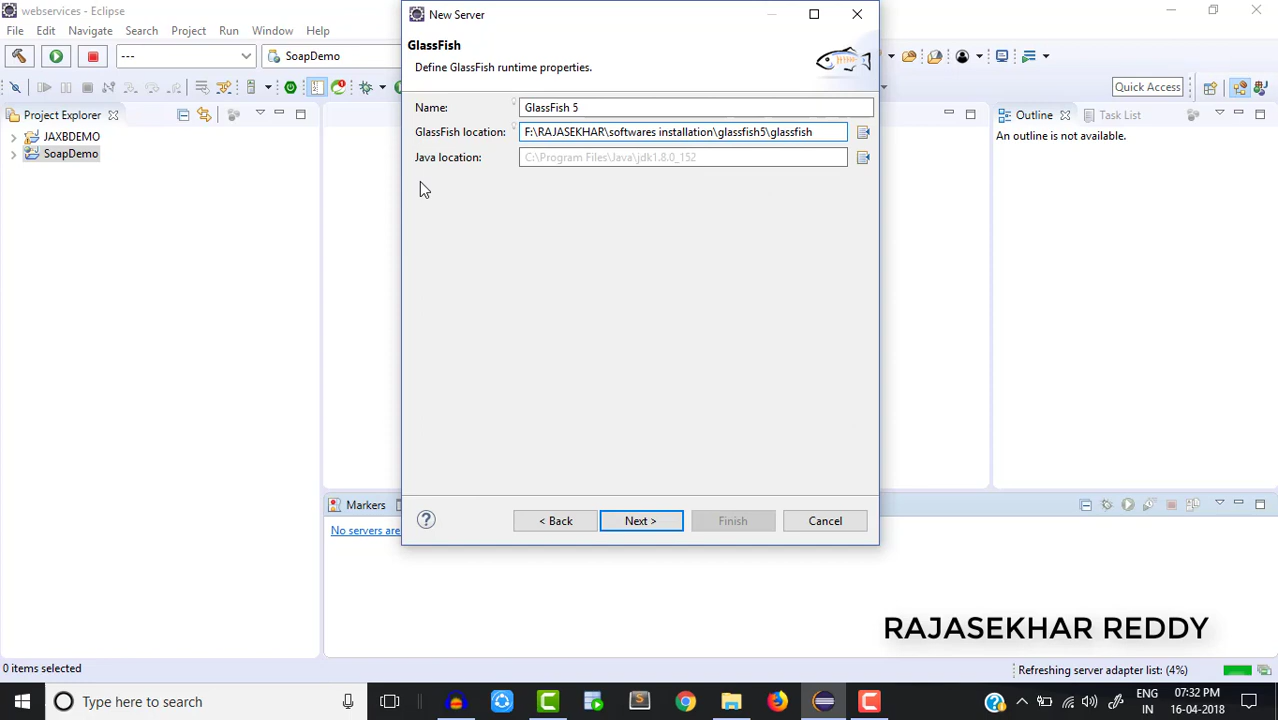 webservices - Eclipse
File Edit Navigate Search Project Run Window Help
--- SoapDemo
Quick Access
Project Explorer
JAXBDEMO
SoapDemo
New Server
GlassFish
Define GlassFish runtime properties.
Name: GlassFish 5
GlassFish location: F:\RAJASEKHAR\softwares installation\glassfish5\glassfish
Java location: C:\Program Files\Java\jdk1.8.0_152
< Back Next > Finish Cancel
Outline Task List
An outline is not available.
Markers
No servers are
RAJASEKHAR REDDY
0 items selected
Refreshing server adapter list: (4%)
Type here to search
ENG
IN
07:32 PM
16-04-2018